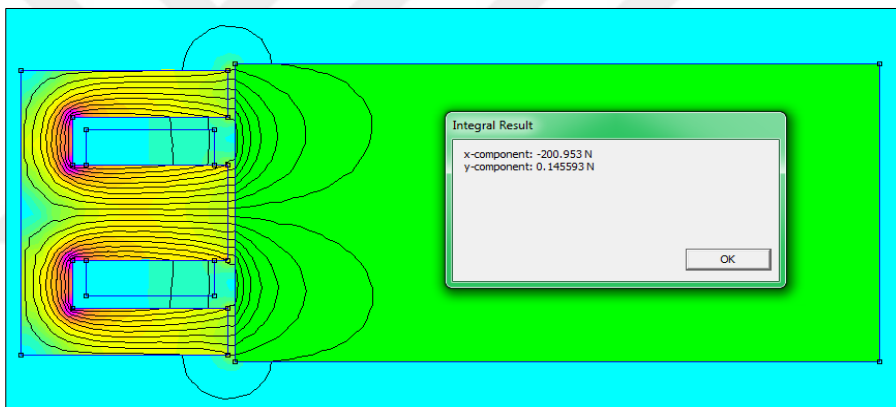 Integral Result
x-component: -200.953 N
y-component: 0.145593 N
OK